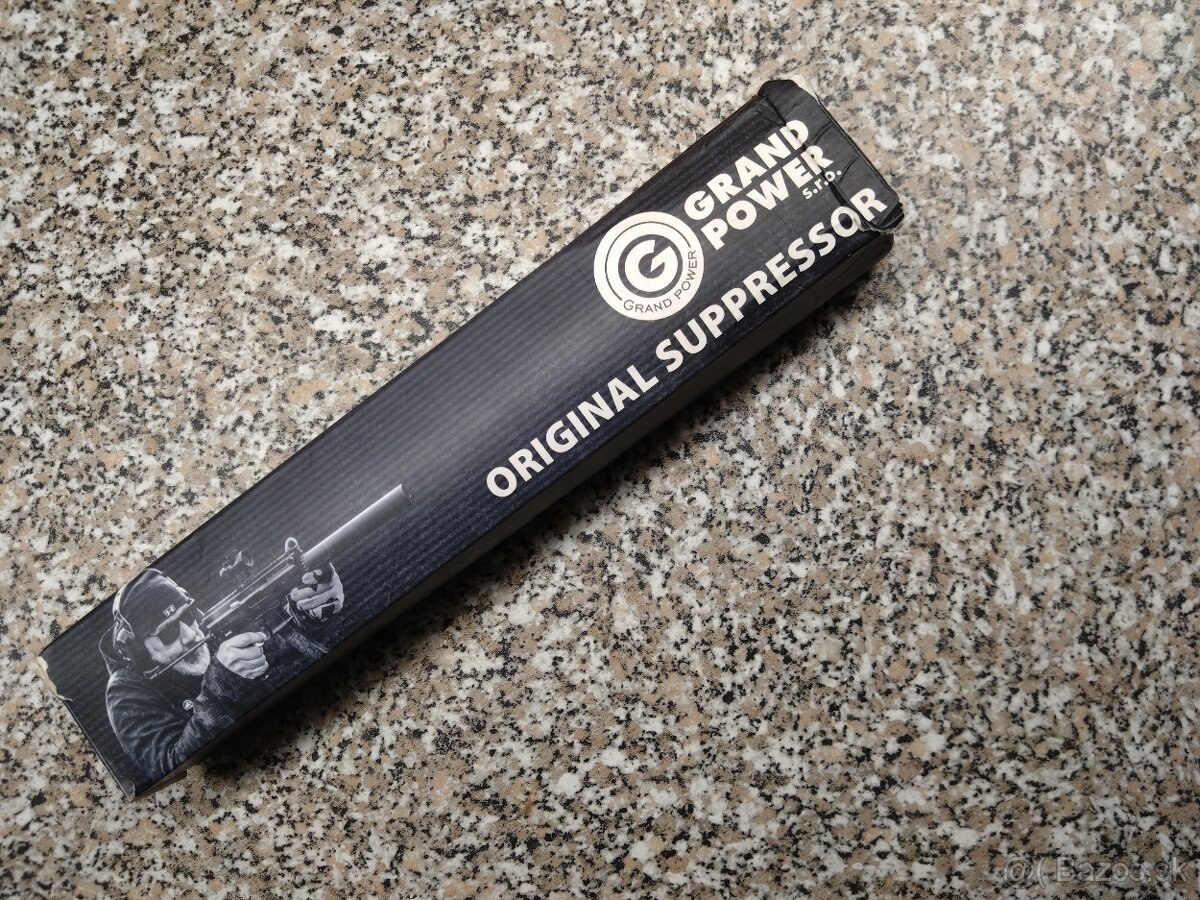 GRAND
POWER
s.r.o.
G
GRAND POWER
ORIGINAL SUPPRESSOR
Bazos.sk